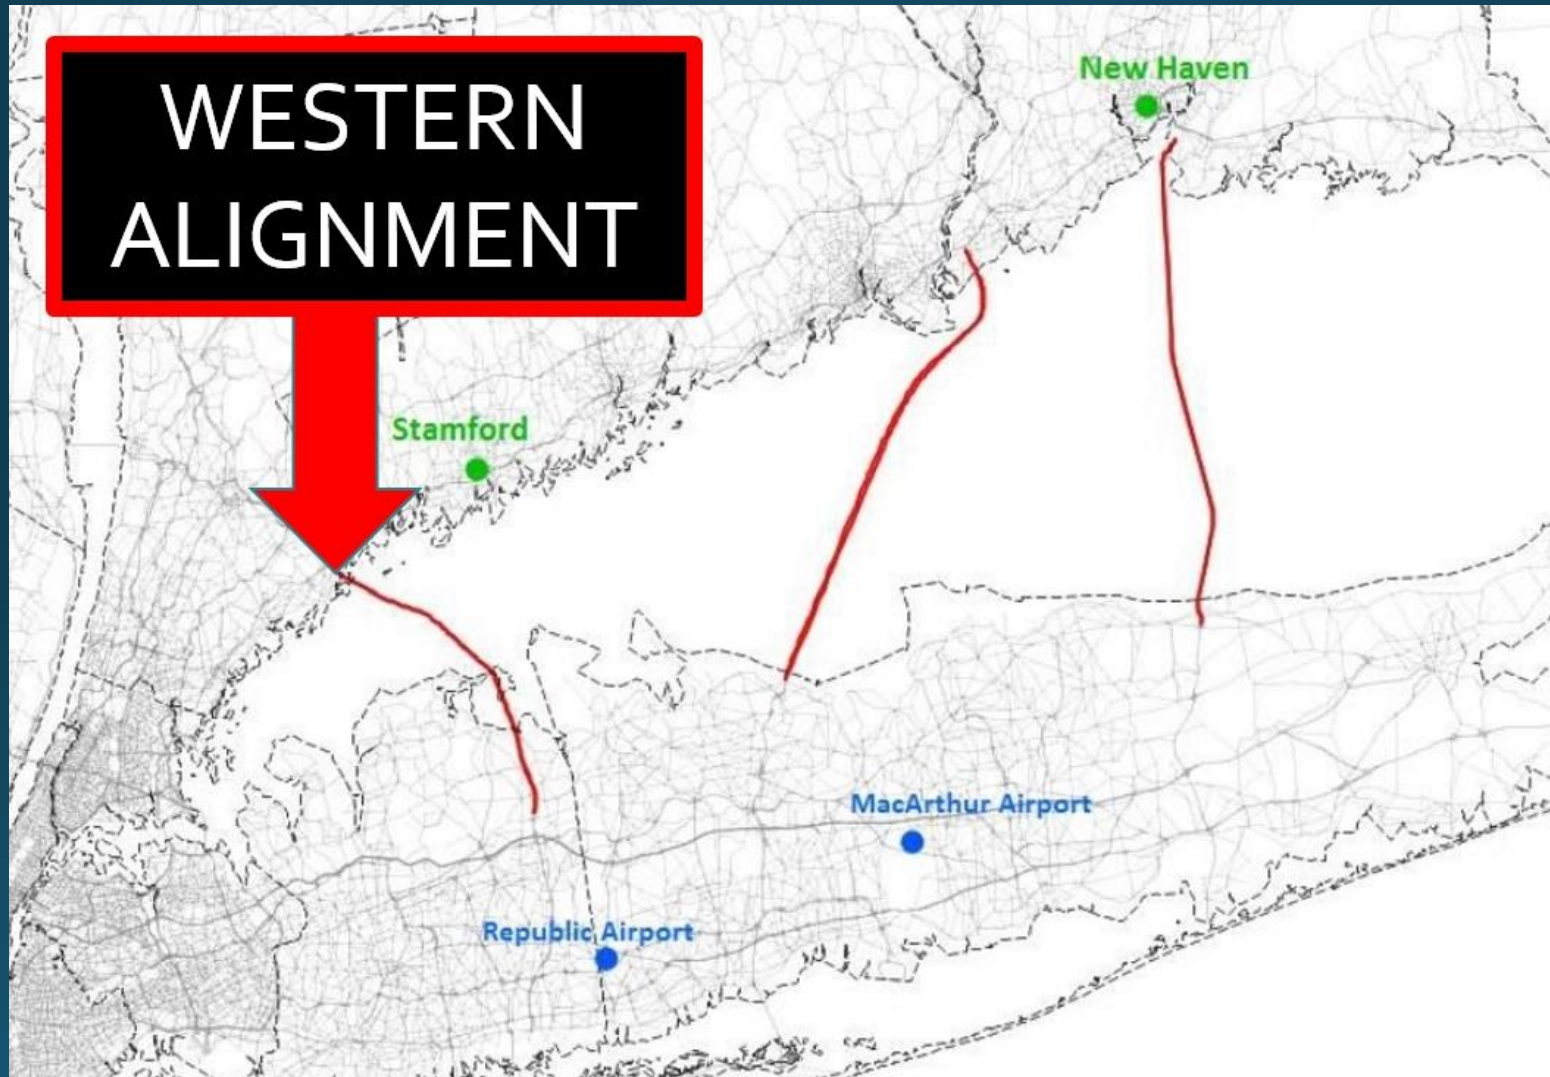 WESTERN
ALIGNMENT
New Haven
Stamford
MacArthur Airport
Republic Airport